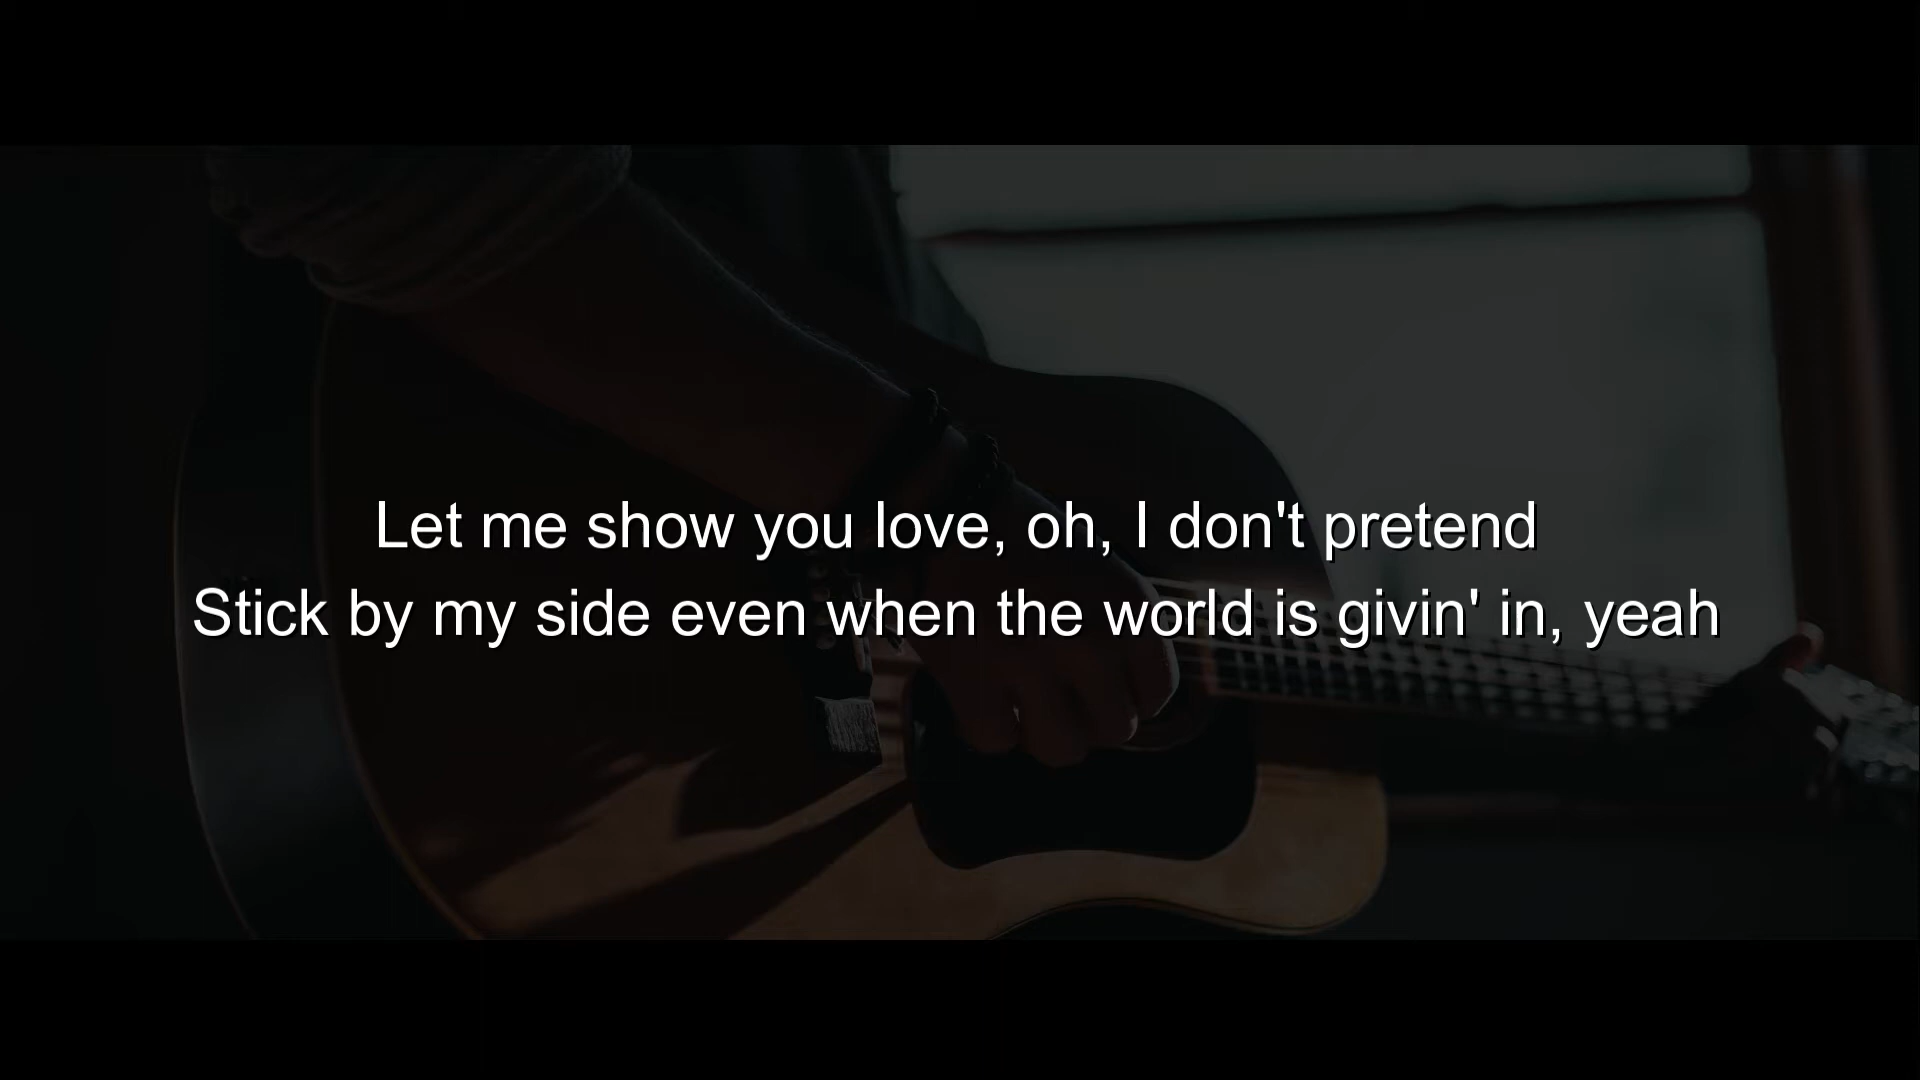 Let me show you love, oh, I don't pretend
Stick by my side even when the world is givin' in, yeah